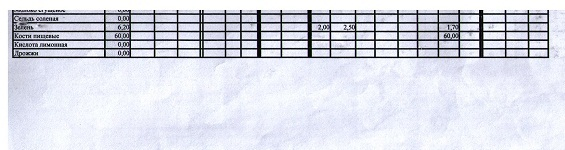 Сельдь соленая 0,00
Зелень 6,20 2,00 2,50 1,70
Кости пищевые 60,00 60,00
Кислота лимонная 0,00
Дрожжи 0,00